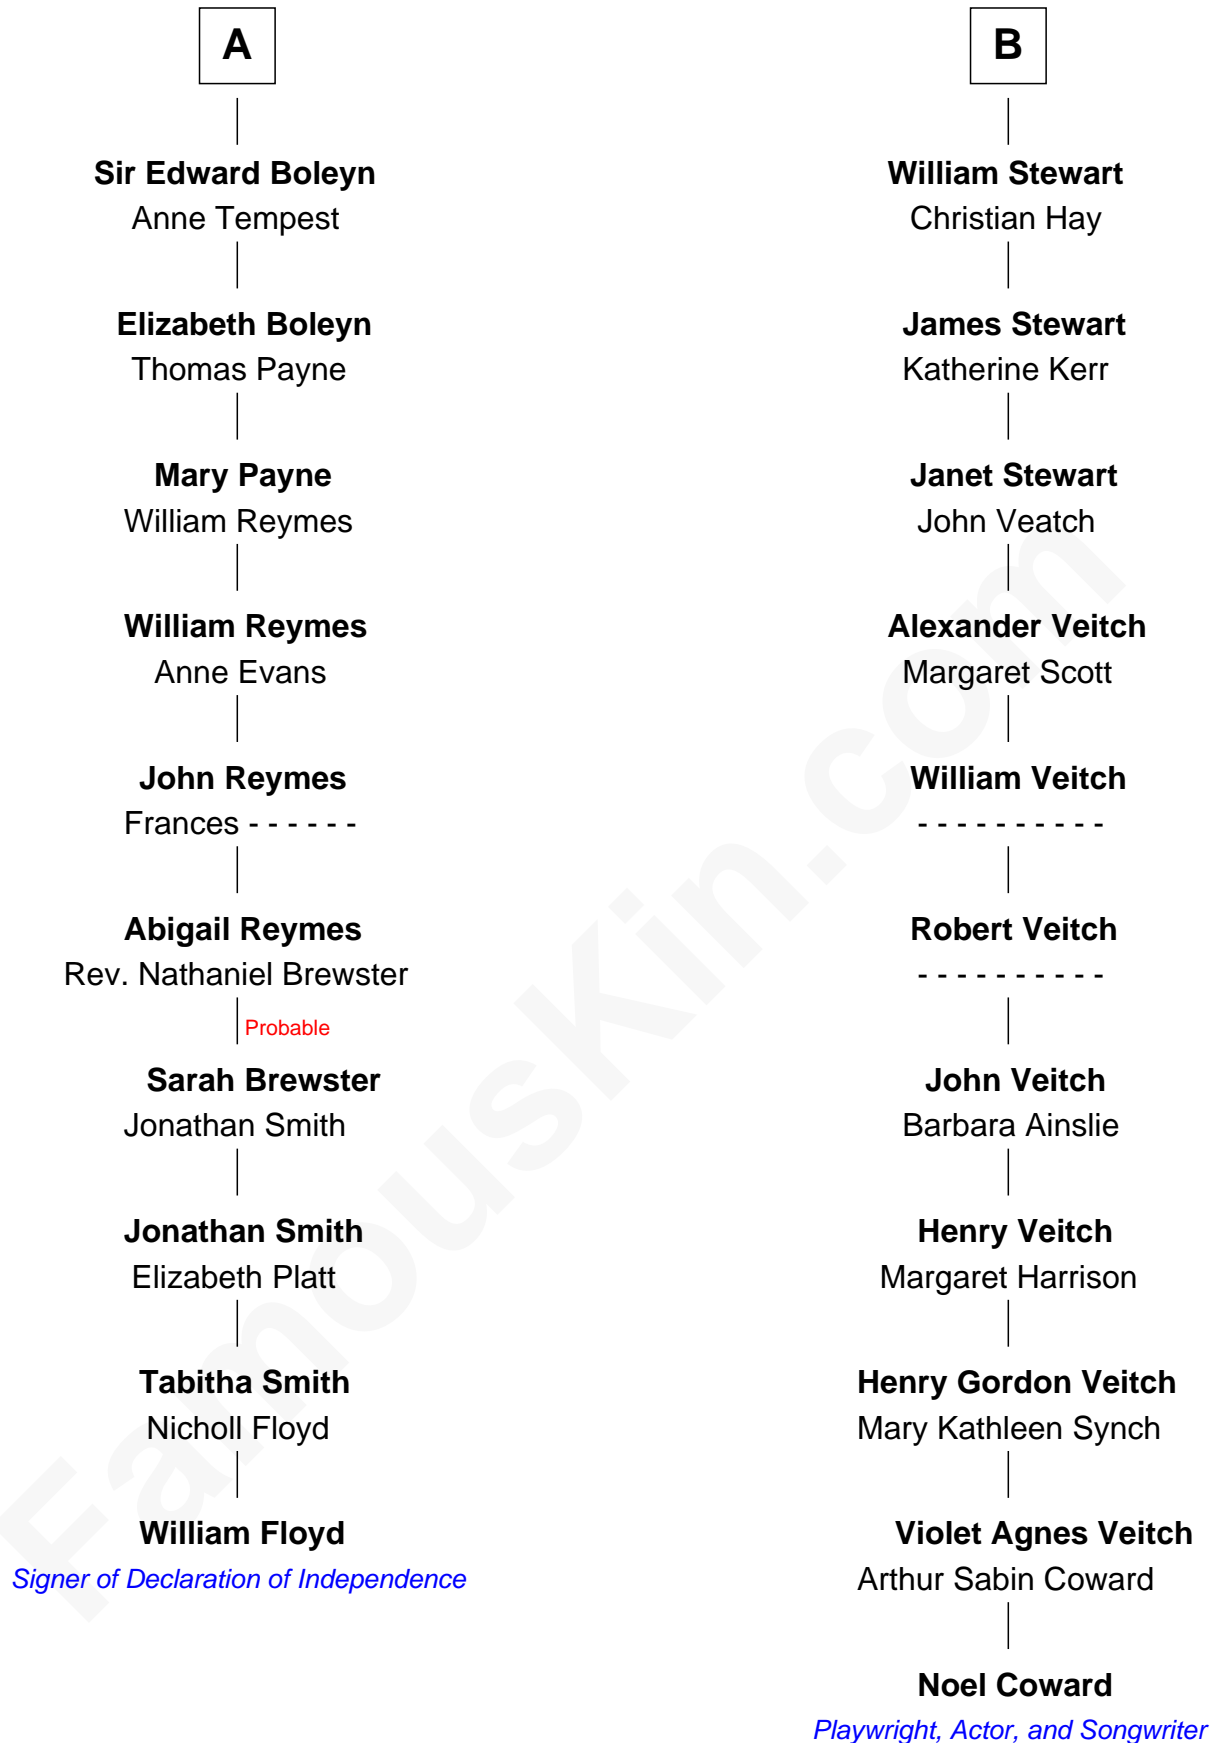 A
Sir Edward Boleyn
Anne Tempest
Elizabeth Boleyn
Thomas Payne
Mary Payne
William Reymes
William Reymes
Anne Evans
John Reymes
Frances - - - - - -
Abigail Reymes
Rev. Nathaniel Brewster
Probable
Sarah Brewster
Jonathan Smith
Jonathan Smith
Elizabeth Platt
Tabitha Smith
Nicholl Floyd
William Floyd
Signer of Declaration of Independence
B
William Stewart
Christian Hay
James Stewart
Katherine Kerr
Janet Stewart
John Veatch
Alexander Veitch
Margaret Scott
William Veitch
- - - - - - - - - -
Robert Veitch
- - - - - - - - - -
John Veitch
Barbara Ainslie
Henry Veitch
Margaret Harrison
Henry Gordon Veitch
Mary Kathleen Synch
Violet Agnes Veitch
Arthur Sabin Coward
Noel Coward
Playwright, Actor, and Songwriter
FamousKin.com